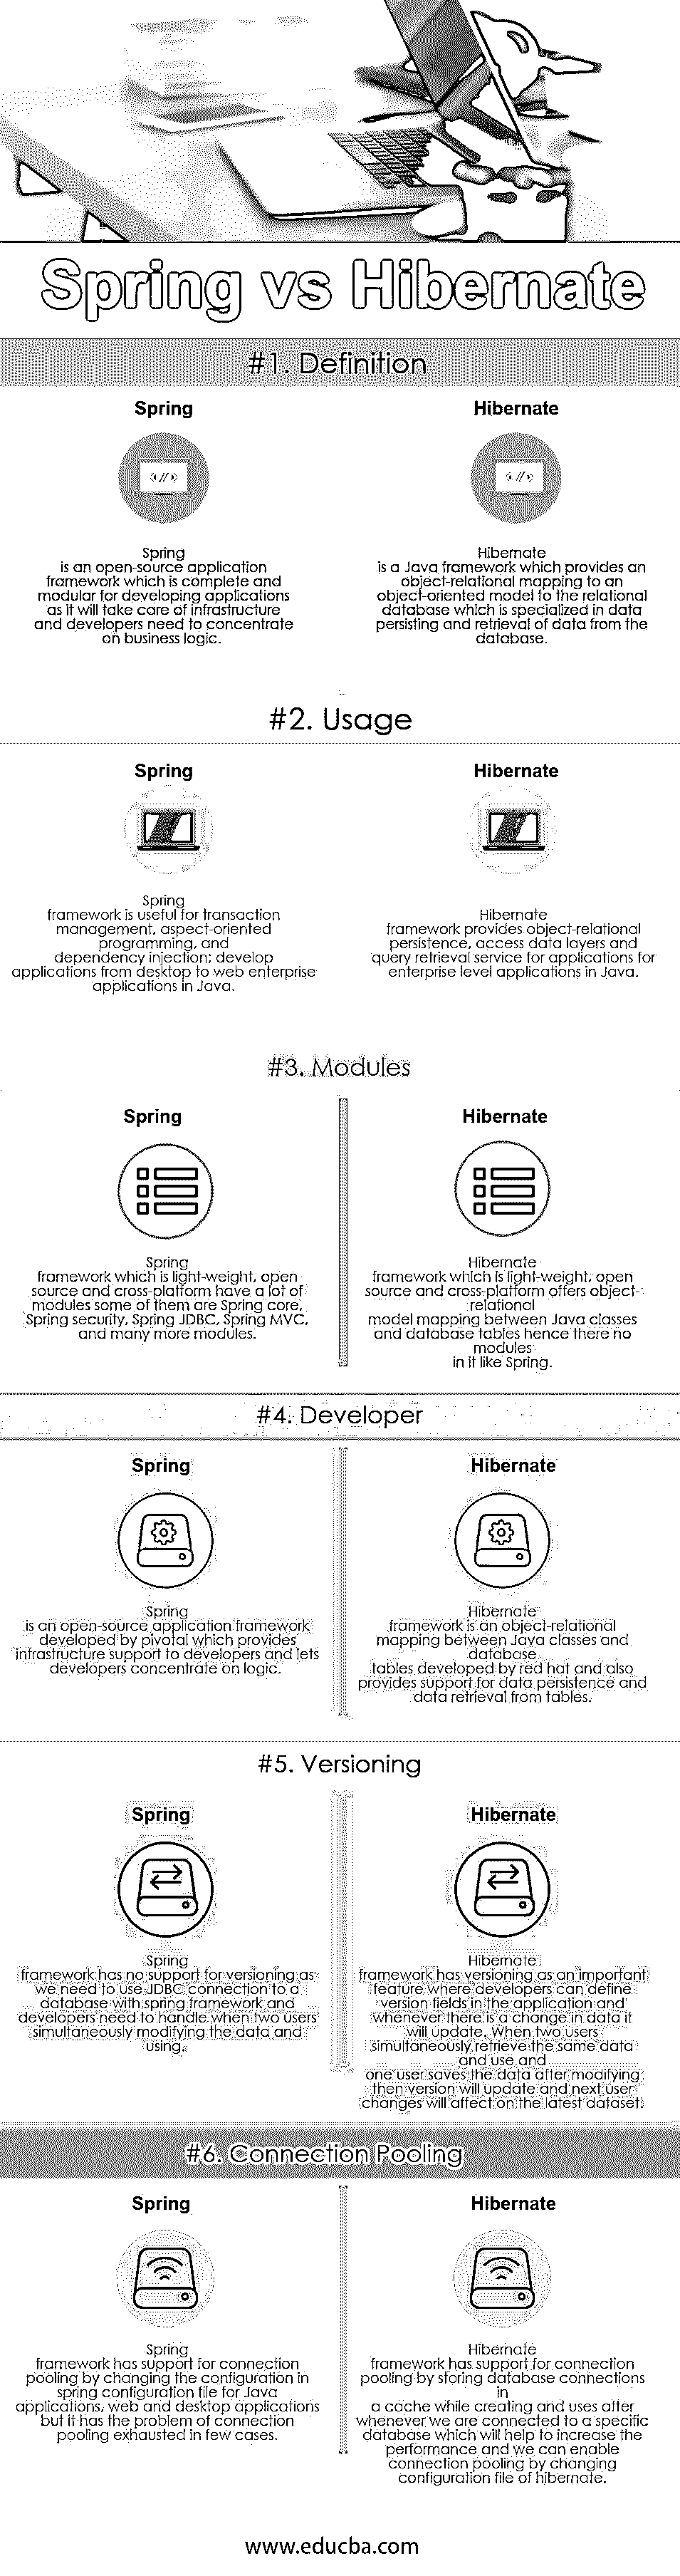 Spring vs Hibernate
#1. Definition
Spring
Hibernate
Spring
is an open-source application
framework which is complete and
modular for developing applications
as it will take care of infrastructure
and developers need to concentrate
on business logic.
Hibernate
is a Java framework which provides an
object-relational mapping to an
object-oriented model to the relational
database which is specialized in data
persisting and retrieval of data from the
database.
#2. Usage
Spring
Hibernate
Spring
framework is useful for transaction
management, aspect-oriented
programming, and
dependency injection; develop
applications from desktop to web enterprise
applications in Java.
Hibernate
framework provides object-relational
persistence, access data layers and
query retrieval service for applications for
enterprise level applications in Java.
#3. Modules
Spring
Hibernate
Spring
framework which is light-weight, open
source and cross-platform have a lot of
modules some of them are Spring core,
Spring security, Spring JDBC, Spring MVC,
and many more modules.
Hibernate
framework which is light-weight, open
source and cross-platform offers object-
relational
model mapping between Java classes
and database tables hence there no
modules
in it like Spring.
#4. Developer
Spring
Hibernate
Spring
is an open-source application framework
developed by pivotal which provides
infrastructure support to developers and lets
developers concentrate on logic.
Hibernate
framework is an object-relational
mapping between Java classes and
database
tables developed by red hat and also
provides support for data persistence and
data retrieval from tables.
#5. Versioning
Spring
Hibernate
Spring
framework has no support for versioning as
we need to use JDBC connection to a
database with spring framework and
developers need to handle when two users
simultaneously modifying the data and
using.
Hibernate
framework has versioning as an important
feature where developers can define
version fields in the application and
whenever there is a change in data it
will update. When two users
simultaneously retrieve the same data
and use and
one user saves the data after modifying
then version will update and next user
changes will affect on the latest dataset.
#6. Connection Pooling
Spring
Hibernate
Spring
framework has support for connection
pooling by changing the configuration in
spring configuration file for Java
applications, web and desktop applications
but it has the problem of connection
pooling exhausted in few cases.
Hibernate
framework has support for connection
pooling by storing database connections
in
a cache while creating and uses after
whenever we are connected to a specific
database which will help to increase the
performance and we can enable
connection pooling by changing
configuration file of hibernate.
www.educba.com